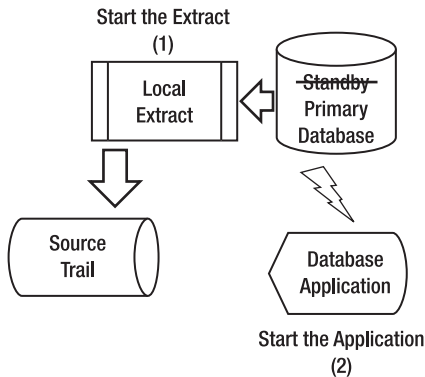 Start the Extract
(1)
Local
Extract
Standby
Primary
Database
Source
Trail
Database
Application
Start the Application
(2)